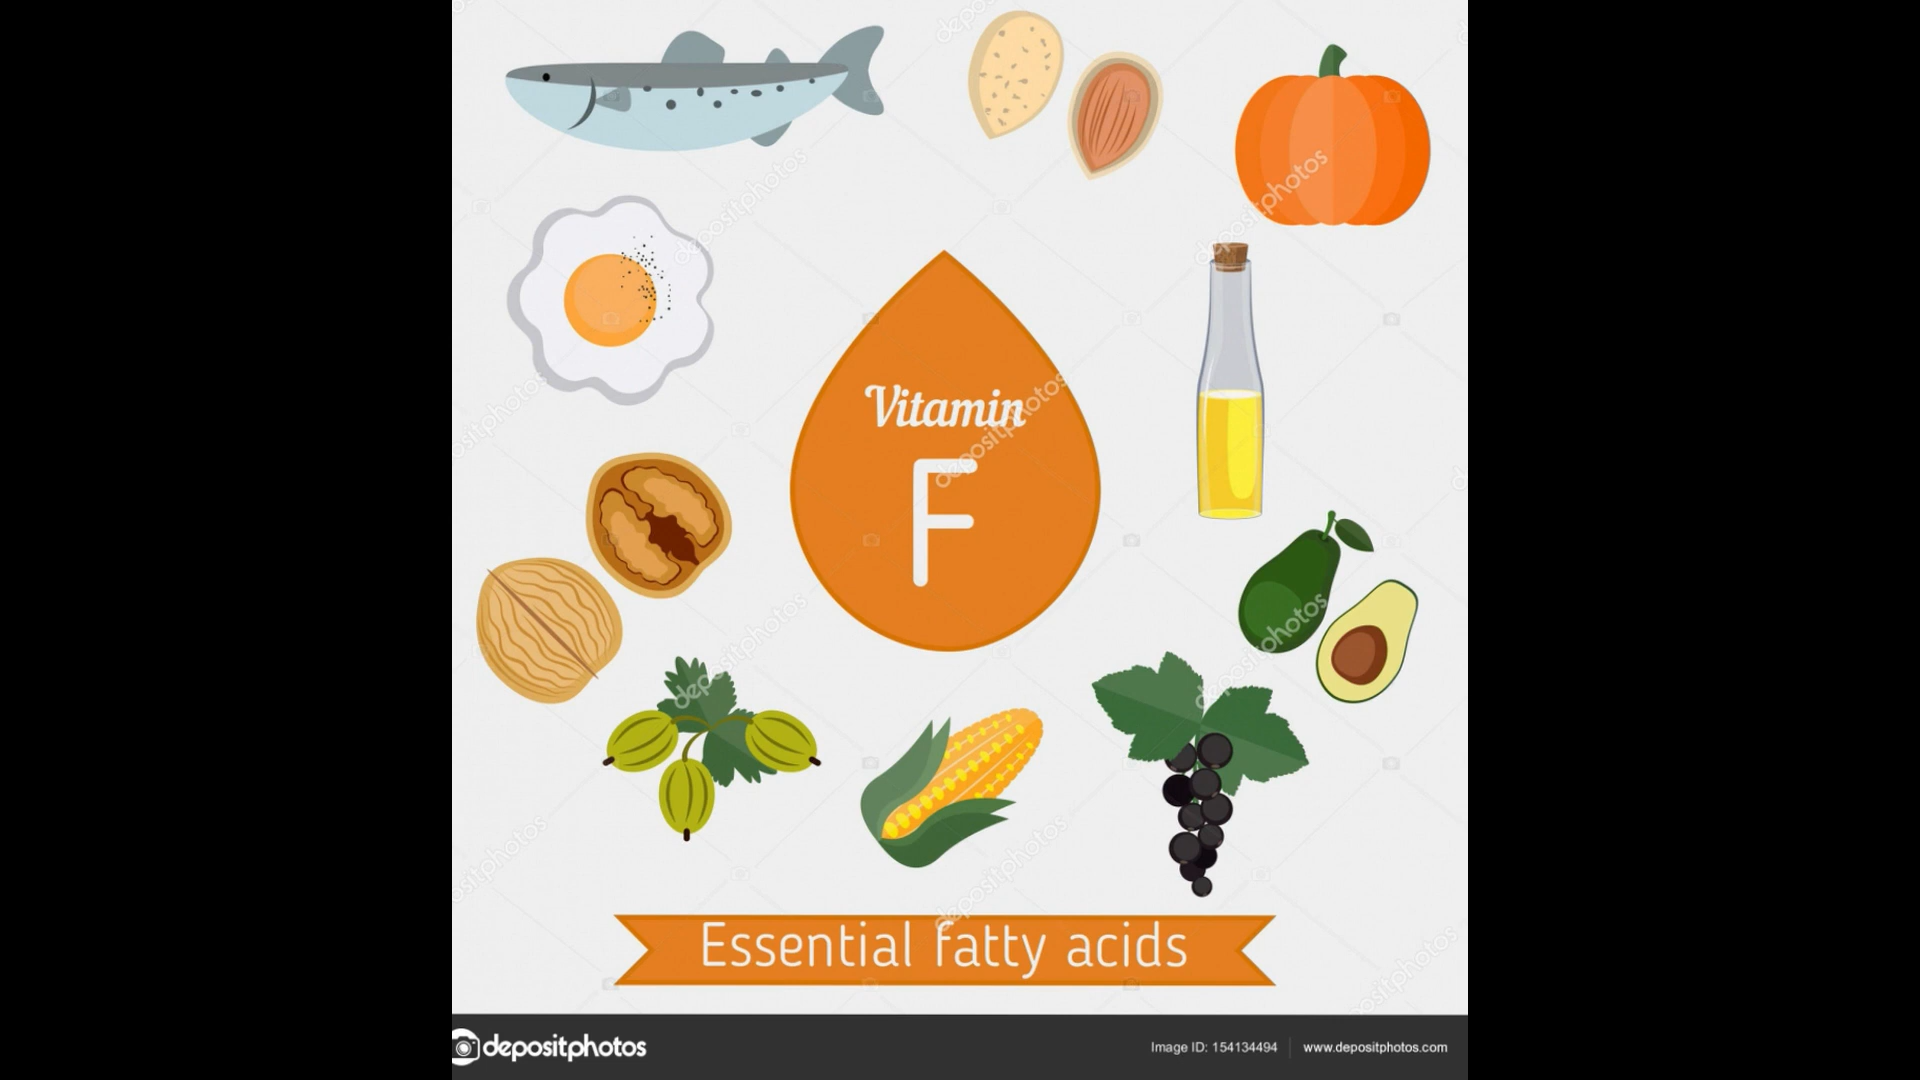 Vitamin
F
Essential fatty acids
depositphotos
Image ID: 154134494
www.depositphotos.com